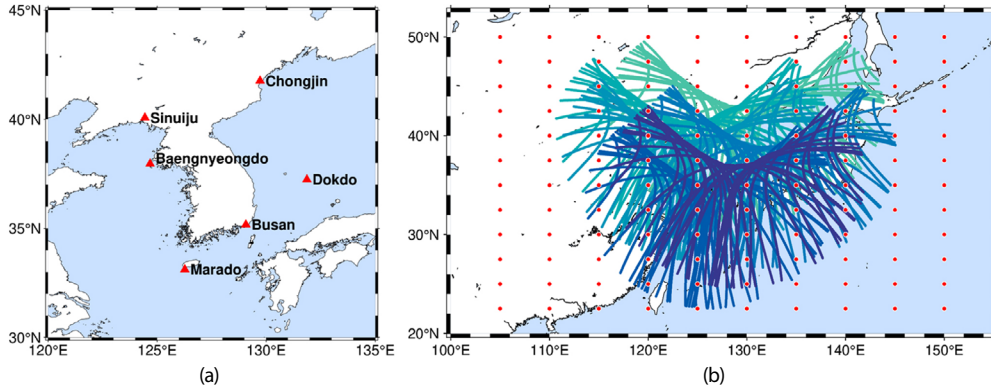 45°N
40°N
35°N
30°N
120°E
125°E
130°E
135°E
Chongjin
Sinuiju
Baengnyeongdo
Dokdo
Busan
Marado
(a)
50°N
40°N
30°N
20°N
100°E
110°E
120°E
130°E
140°E
150°E
(b)